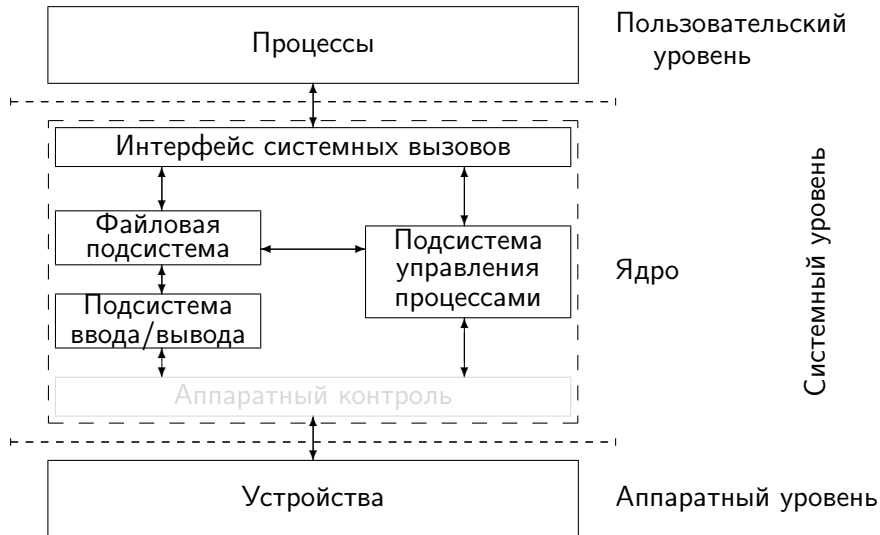 Процессы
Пользовательский
уровень
Интерфейс системных вызовов
Файловая
подсистема
Подсистема
управления
процессами
Подсистема
ввода/вывода
Аппаратный контроль
Ядро
Системный уровень
Устройства
Аппаратный уровень